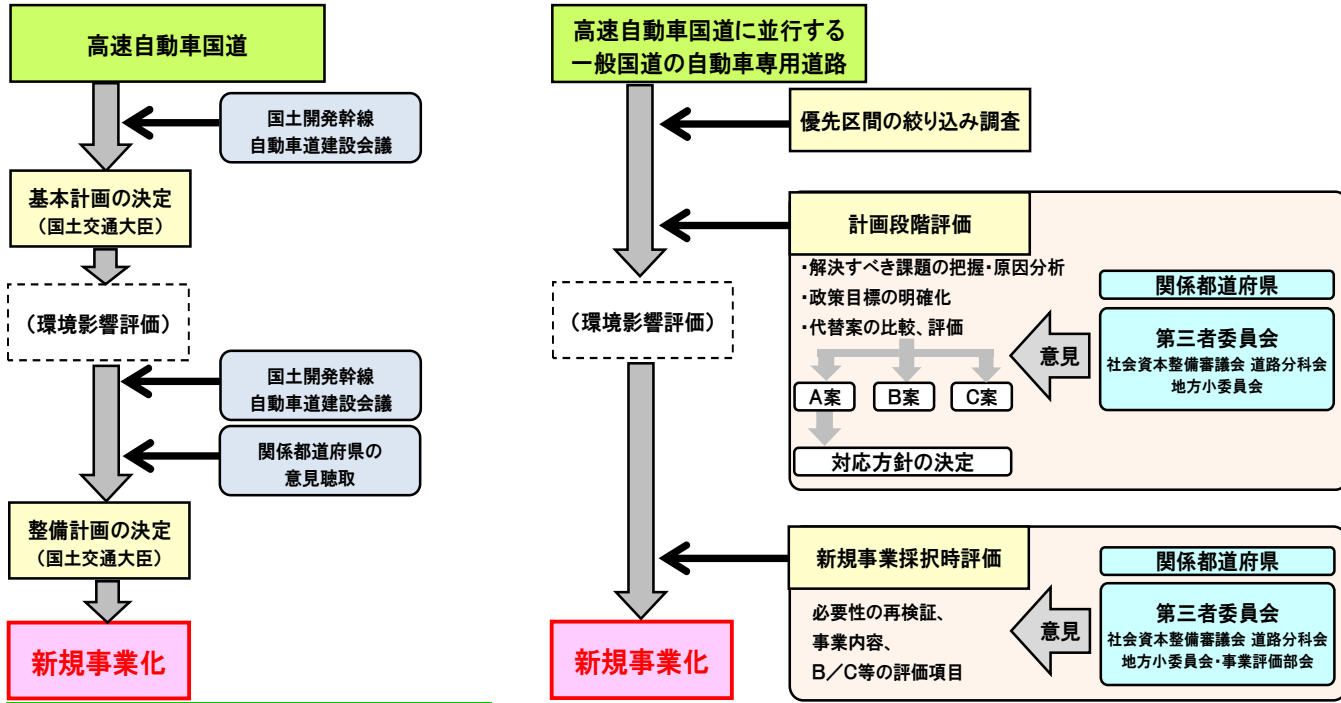 高速自動車国道
国土開発幹線
自動車道建設会議
基本計画の決定
（国土交通大臣）
（環境影響評価）
国土開発幹線
自動車道建設会議
関係都道府県の
意見聴取
整備計画の決定
（国土交通大臣）
新規事業化
高速自動車国道に並行する
一般国道の自動車専用道路
優先区間の絞り込み調査
計画段階評価
・解決すべき課題の把握・原因分析
・政策目標の明確化
・代替案の比較、評価
A案
B案
C案
対応方針の決定
意見
関係都道府県
第三者委員会
社会資本整備審議会 道路分科会
地方小委員会
（環境影響評価）
新規事業採択時評価
必要性の再検証、
事業内容、
B／C等の評価項目
意見
関係都道府県
第三者委員会
社会資本整備審議会 道路分科会
地方小委員会・事業評価部会
新規事業化